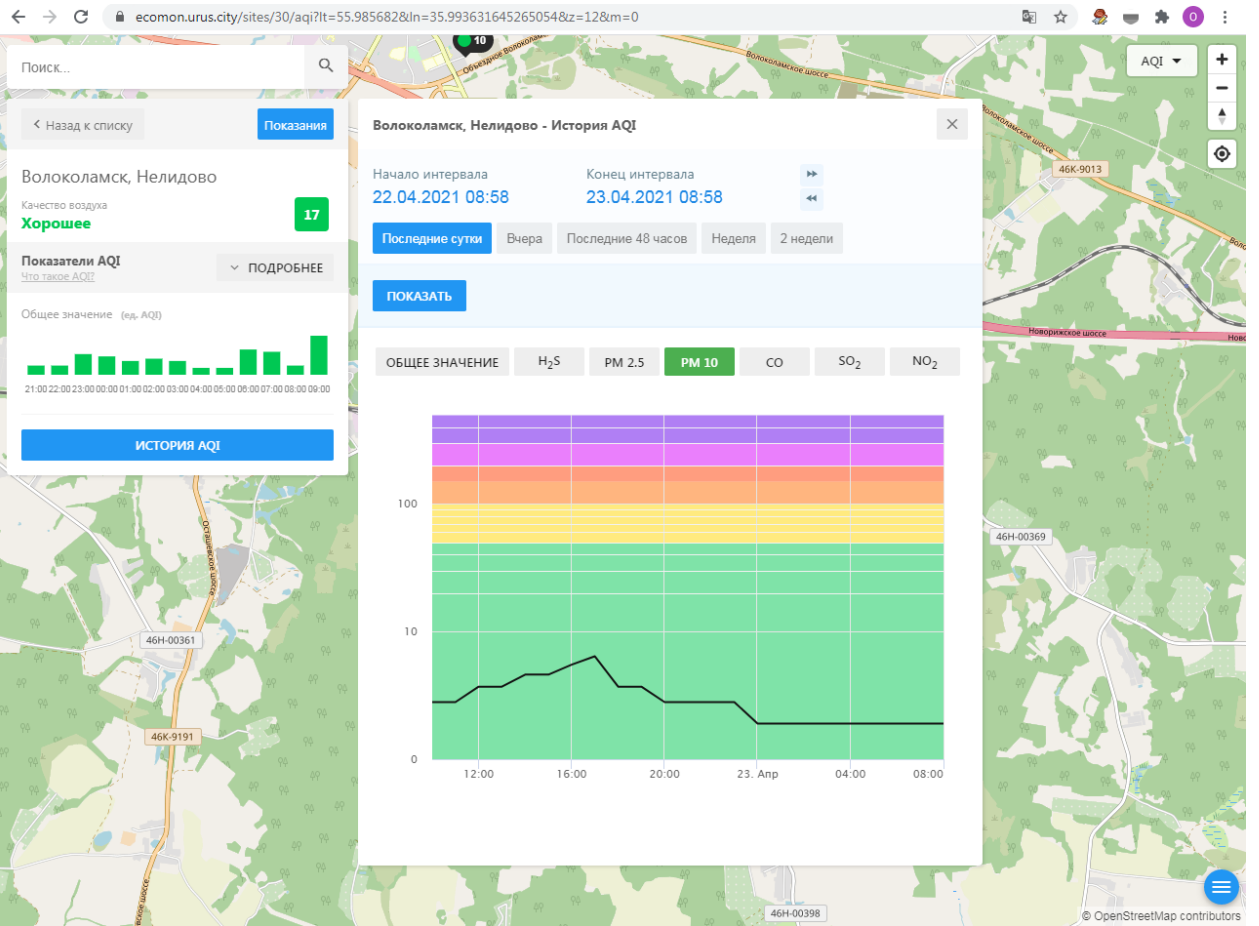 ecomon.urus.city/sites/30/aqi?lt=55.985682&ln=35.993631645265054&z=12&m=0
O
10
Объездное Волоколамск
Волоколамское шоссе
Поиск...
AQI
Назад к списку
Показания
Волоколамск, Нелидово - История AQI
Волоколамское шоссе
46К-9013
Волоколамск, Нелидово
Качество воздуха
Хорошее
17
Начало интервала
Конец интервала
22.04.2021 08:58
23.04.2021 08:58
Последние сутки
Вчера
Последние 48 часов
Неделя
2 недели
Показатели AQI
Что такое AQI?
ПОДРОБНЕЕ
ПОКАЗАТЬ
Общее значение (ед. AQI)
21:00 22:00 23:00 00:00 01:00 02:00 03:00 04:00 05:00 06:00 07:00 08:00 09:00
ИСТОРИЯ AQI
Новорижское шоссе
Ново
ОБЩЕЕ ЗНАЧЕНИЕ
H2S
PM 2.5
PM 10
CO
SO2
NO2
100
10
0
12:00
16:00
20:00
23. Апр
04:00
08:00
Осташёвское шоссе
46Н-00369
46Н-00361
46К-9191
46Н-00398
© OpenStreetMap contributors